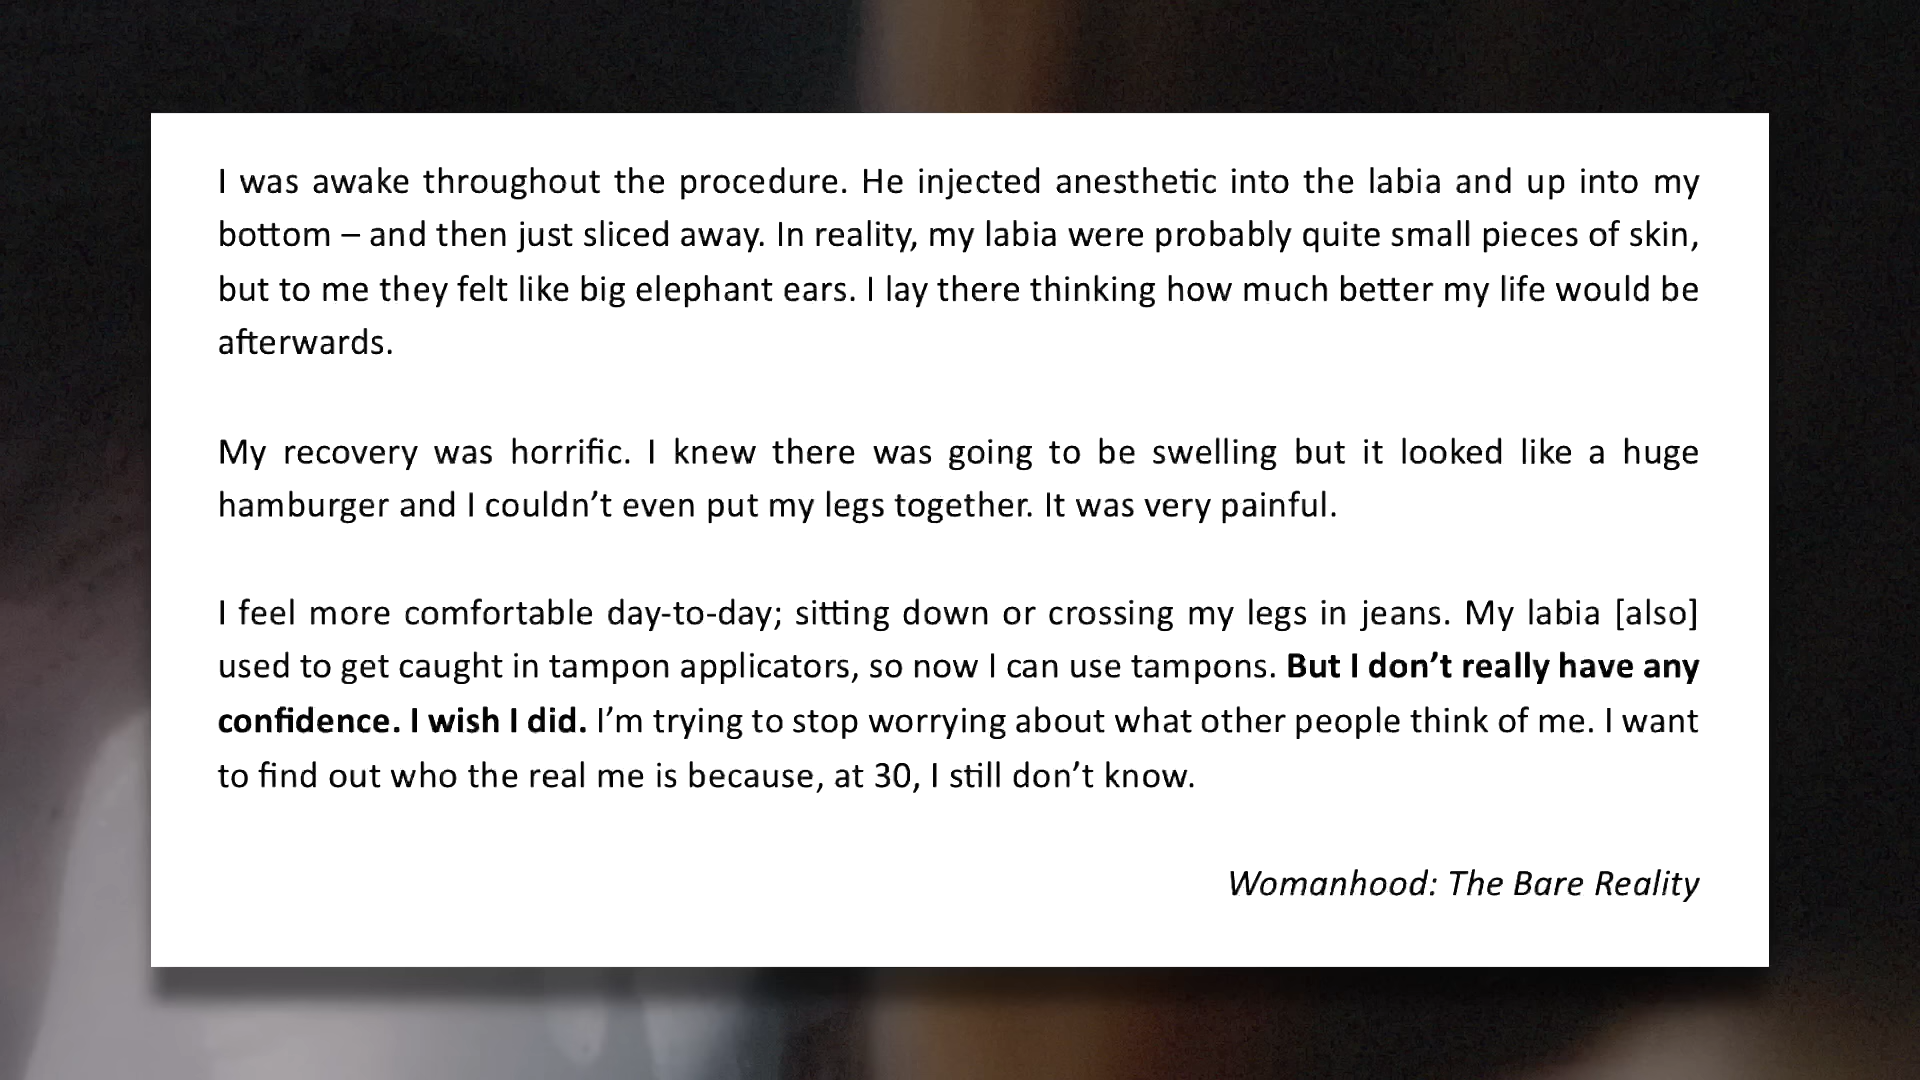 I was awake throughout the procedure. He injected anesthetic into the labia and up into my
bottom – and then just sliced away. In reality, my labia were probably quite small pieces of skin,
but to me they felt like big elephant ears. I lay there thinking how much better my life would be
afterwards.
My recovery was horrific. I knew there was going to be swelling but it looked like a huge
hamburger and I couldn’t even put my legs together. It was very painful.
I feel more comfortable day-to-day; sitting down or crossing my legs in jeans. My labia [also]
used to get caught in tampon applicators, so now I can use tampons. But I don’t really have any
confidence. I wish I did. I’m trying to stop worrying about what other people think of me. I want
to find out who the real me is because, at 30, I still don’t know.
Womanhood: The Bare Reality